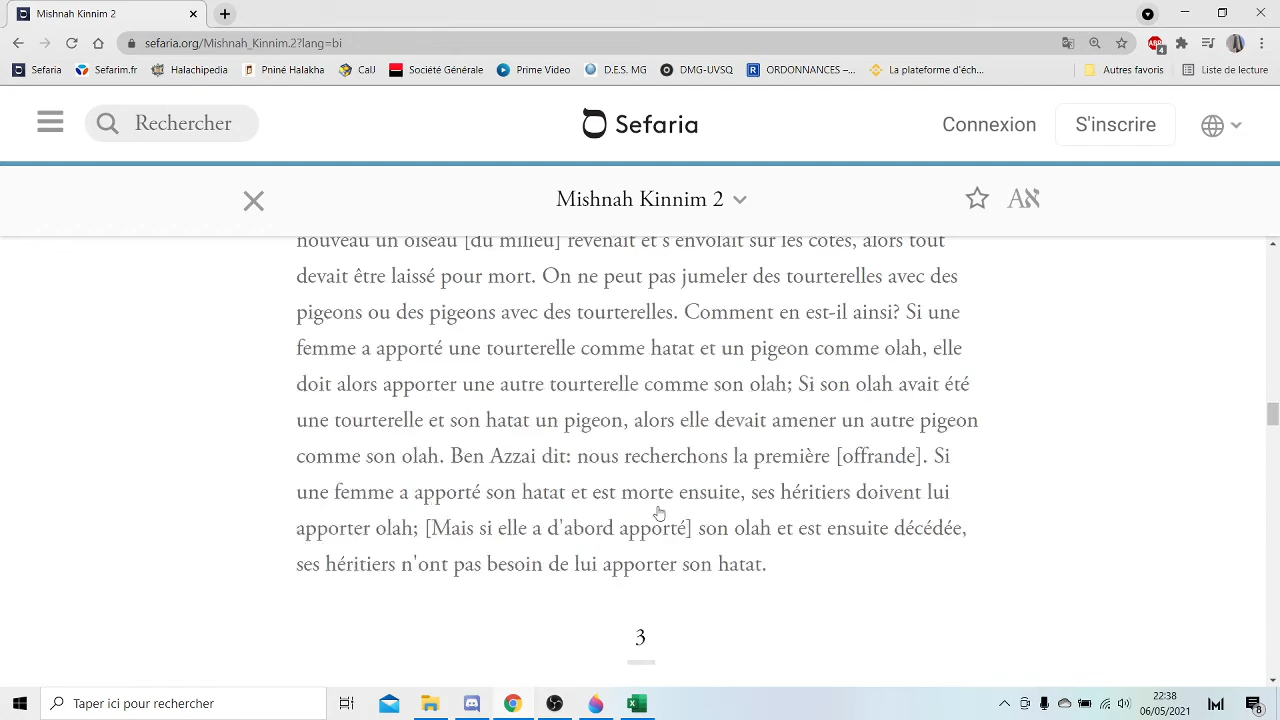 Mishnah Kinnim 2
sefaria.org/Mishnah_Kinnim.2?lang=bi
ABP
4
Sefaria
Sefarim.fr
Halachipedia
Pniné Halakha
CalJ
Société Générale
Prime Video
D.E.S. MG
DMG-UVSQ
ORDONNANCES –...
La plateforme d'éch...
Autres favoris
Liste de lecture
Rechercher
Sefaria
Connexion
S'inscrire
Mishnah Kinnim 2
Aא
nouveau un oiseau [du milieu] revenait et s'envolait sur les côtés, alors tout
devait être laissé pour mort. On ne peut pas jumeler des tourterelles avec des
pigeons ou des pigeons avec des tourterelles. Comment en est-il ainsi? Si une
femme a apporté une tourterelle comme hatat et un pigeon comme olah, elle
doit alors apporter une autre tourterelle comme son olah; Si son olah avait été
une tourterelle et son hatat un pigeon, alors elle devait amener un autre pigeon
comme son olah. Ben Azzai dit: nous recherchons la première [offrande]. Si
une femme a apporté son hatat et est morte ensuite, ses héritiers doivent lui
apporter olah; [Mais si elle a d'abord apporté] son olah et est ensuite décédée,
ses héritiers n'ont pas besoin de lui apporter son hatat.
3
Taper ici pour rechercher
22:38
06/05/2021
8